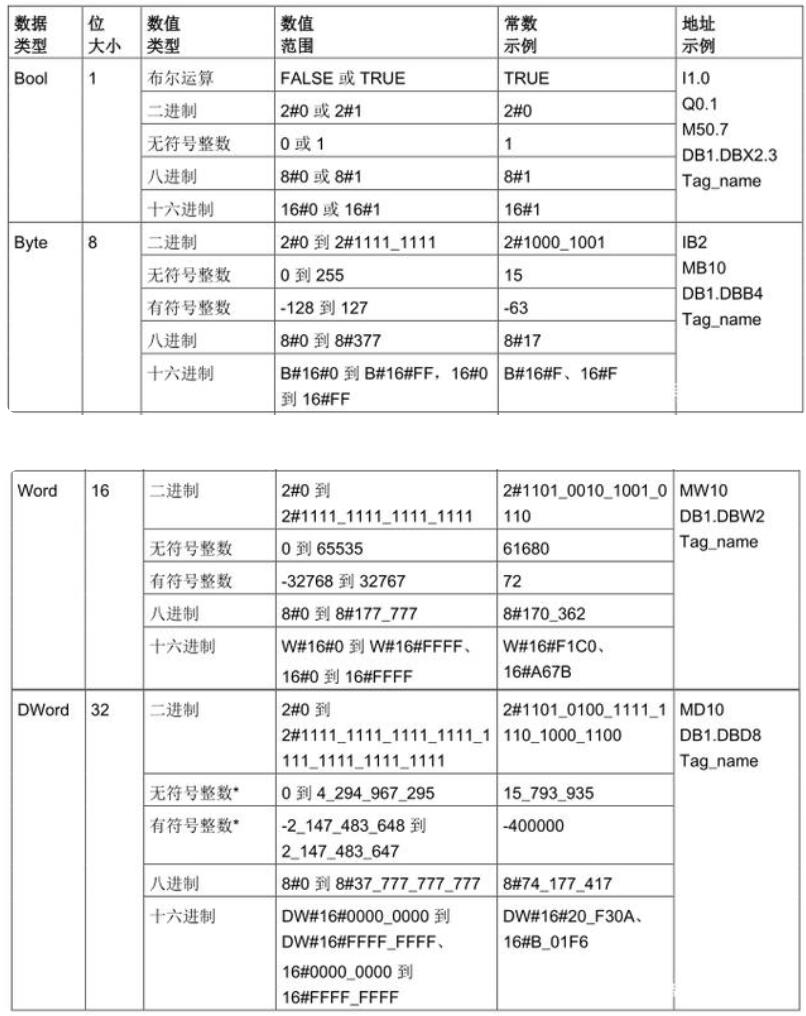 数据 位 数值 数值 常数 地址
类型 大小 类型 范围 示例 示例
Bool 1 布尔运算 FALSE 或 TRUE TRUE I1.0
二进制 2#0 或 2#1 2#0 Q0.1
无符号整数 0 或 1 1 M50.7
八进制 8#0 或 8#1 8#1 DB1.DBX2.3
十六进制 16#0 或 16#1 16#1 Tag_name
Byte 8 二进制 2#0 到 2#1111_1111 2#1000_1001 IB2
无符号整数 0 到 255 15 MB10
有符号整数 -128 到 127 -63 DB1.DBB4
八进制 8#0 到 8#377 8#17 Tag_name
十六进制 B#16#0 到 B#16#FF，16#0 B#16#F、16#F
到 16#FF
Word 16 二进制 2#0 到 2#1101_0010_1001_0 MW10
2#1111_1111_1111_1111 110 DB1.DBW2
无符号整数 0 到 65535 61680 Tag_name
有符号整数 -32768 到 32767 72
八进制 8#0 到 8#177_777 8#170_362
十六进制 W#16#0 到 W#16#FFFF、 W#16#F1C0、
16#0 到 16#FFFF 16#A67B
DWord 32 二进制 2#0 到 2#1101_0100_1111_1 MD10
2#1111_1111_1111_1111_1 110_1000_1100 DB1.DBD8
111_1111_1111_1111 Tag_name
无符号整数* 0 到 4_294_967_295 15_793_935
有符号整数* -2_147_483_648 到 -400000
2_147_483_647
八进制 8#0 到 8#37_777_777_777 8#74_177_417
十六进制 DW#16#0000_0000 到 DW#16#20_F30A、
DW#16#FFFF_FFFF、 16#B_01F6
16#0000_0000 到
16#FFFF_FFFF